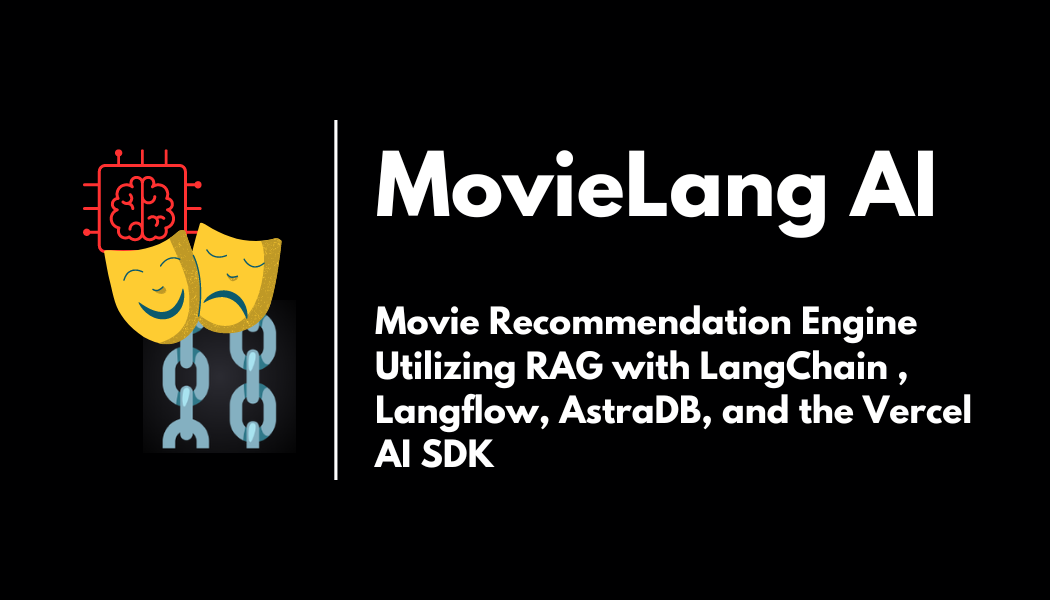 MovieLang AI
Movie Recommendation Engine
Utilizing RAG with LangChain ,
Langflow, AstraDB, and the Vercel
AI SDK